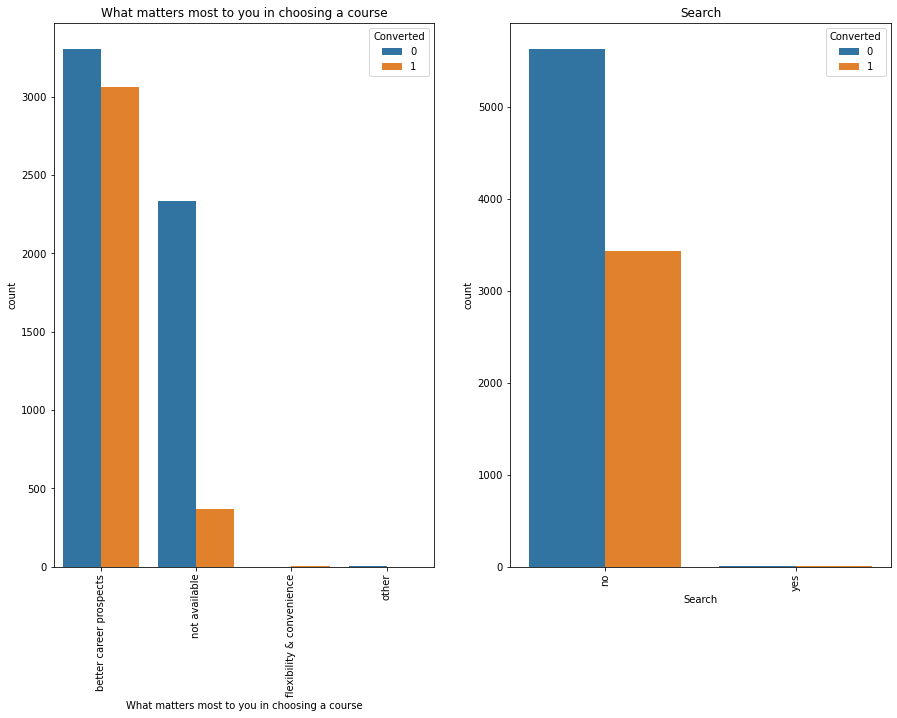 What matters most to you in choosing a course
Converted
0
1
3000
2500
2000
1500
1000
500
0
count
better career prospects
not available
flexibility & convenience
other
What matters most to you in choosing a course
Search
Converted
0
1
5000
4000
3000
2000
1000
0
count
no
yes
Search